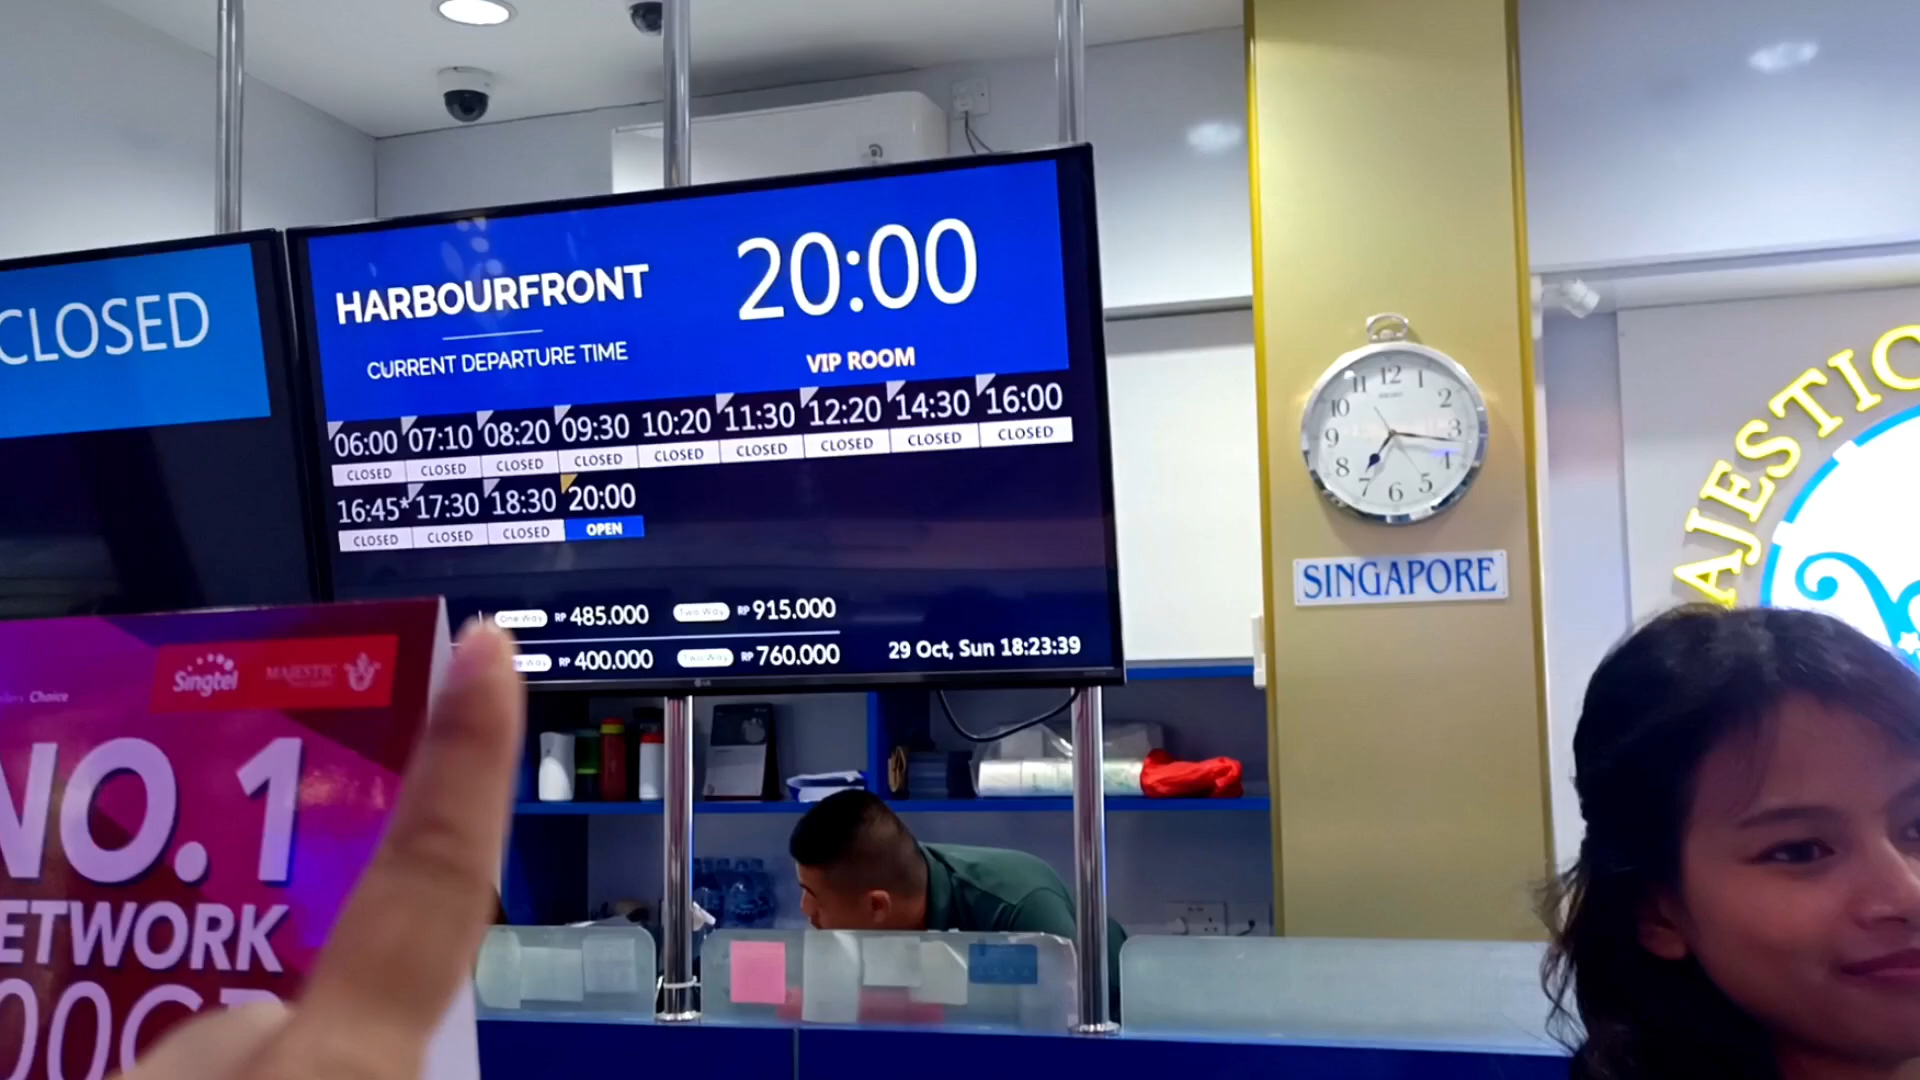 CLOSED
HARBOURFRONT
CURRENT DEPARTURE TIME
20:00
VIP ROOM
06:00 07:10 08:20 09:30 10:20 11:30 12:20 14:30 16:00
CLOSED CLOSED CLOSED CLOSED CLOSED CLOSED CLOSED CLOSED CLOSED
16:45* 17:30 18:30 20:00
CLOSED CLOSED CLOSED OPEN
One Way RP 485.000 Two Way RP 915.000
Way RP 400.000 Two Way RP 760.000
29 Oct, Sun 18:23:39
LG
12 1 2 3 4 5 6 7 8 9 10 11
SEIKO
SINGAPORE
AJESTIC
Singtel MAJESTIC
Choice
NO.1
ETWORK